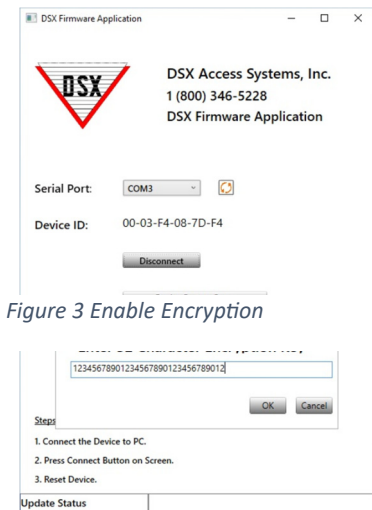 DSX Firmware Application
DSX
DSX Access Systems, Inc.
1 (800) 346-5228
DSX Firmware Application
Serial Port: COM3
Device ID: 00-03-F4-08-7D-F4
Disconnect
Figure 3 Enable Encryption
12345678901234567890123456789012
OK Cancel
Steps
1. Connect the Device to PC.
2. Press Connect Button on Screen.
3. Reset Device.
Update Status